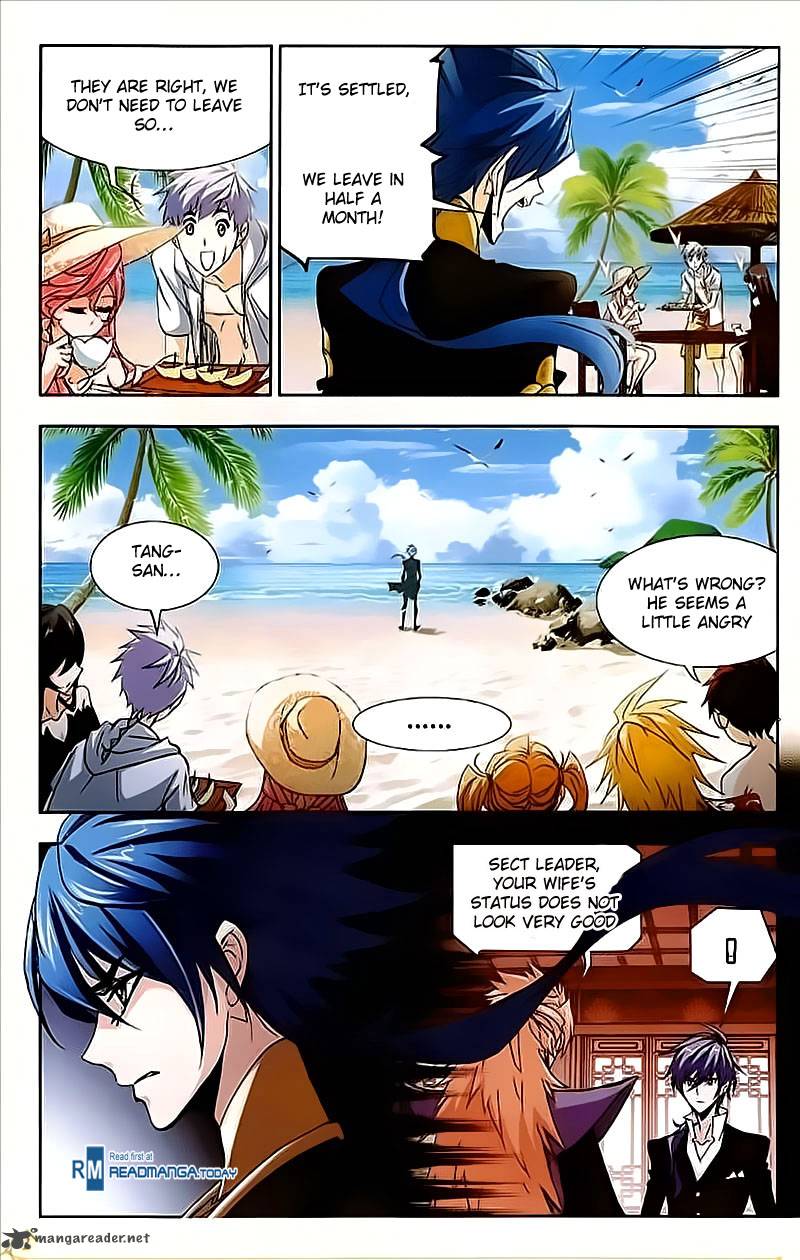 THEY ARE RIGHT, WE
DON'T NEED TO LEAVE
SO...
IT'S SETTLED,
WE LEAVE IN
HALF A
MONTH!
TANG-
SAN...
WHAT'S WRONG?
HE SEEMS A
LITTLE ANGRY
......
SECT LEADER,
YOUR WIFE'S
STATUS DOES NOT
LOOK VERY GOOD
!
RM
Read first at
READMANGA.TODAY
mangareader.net